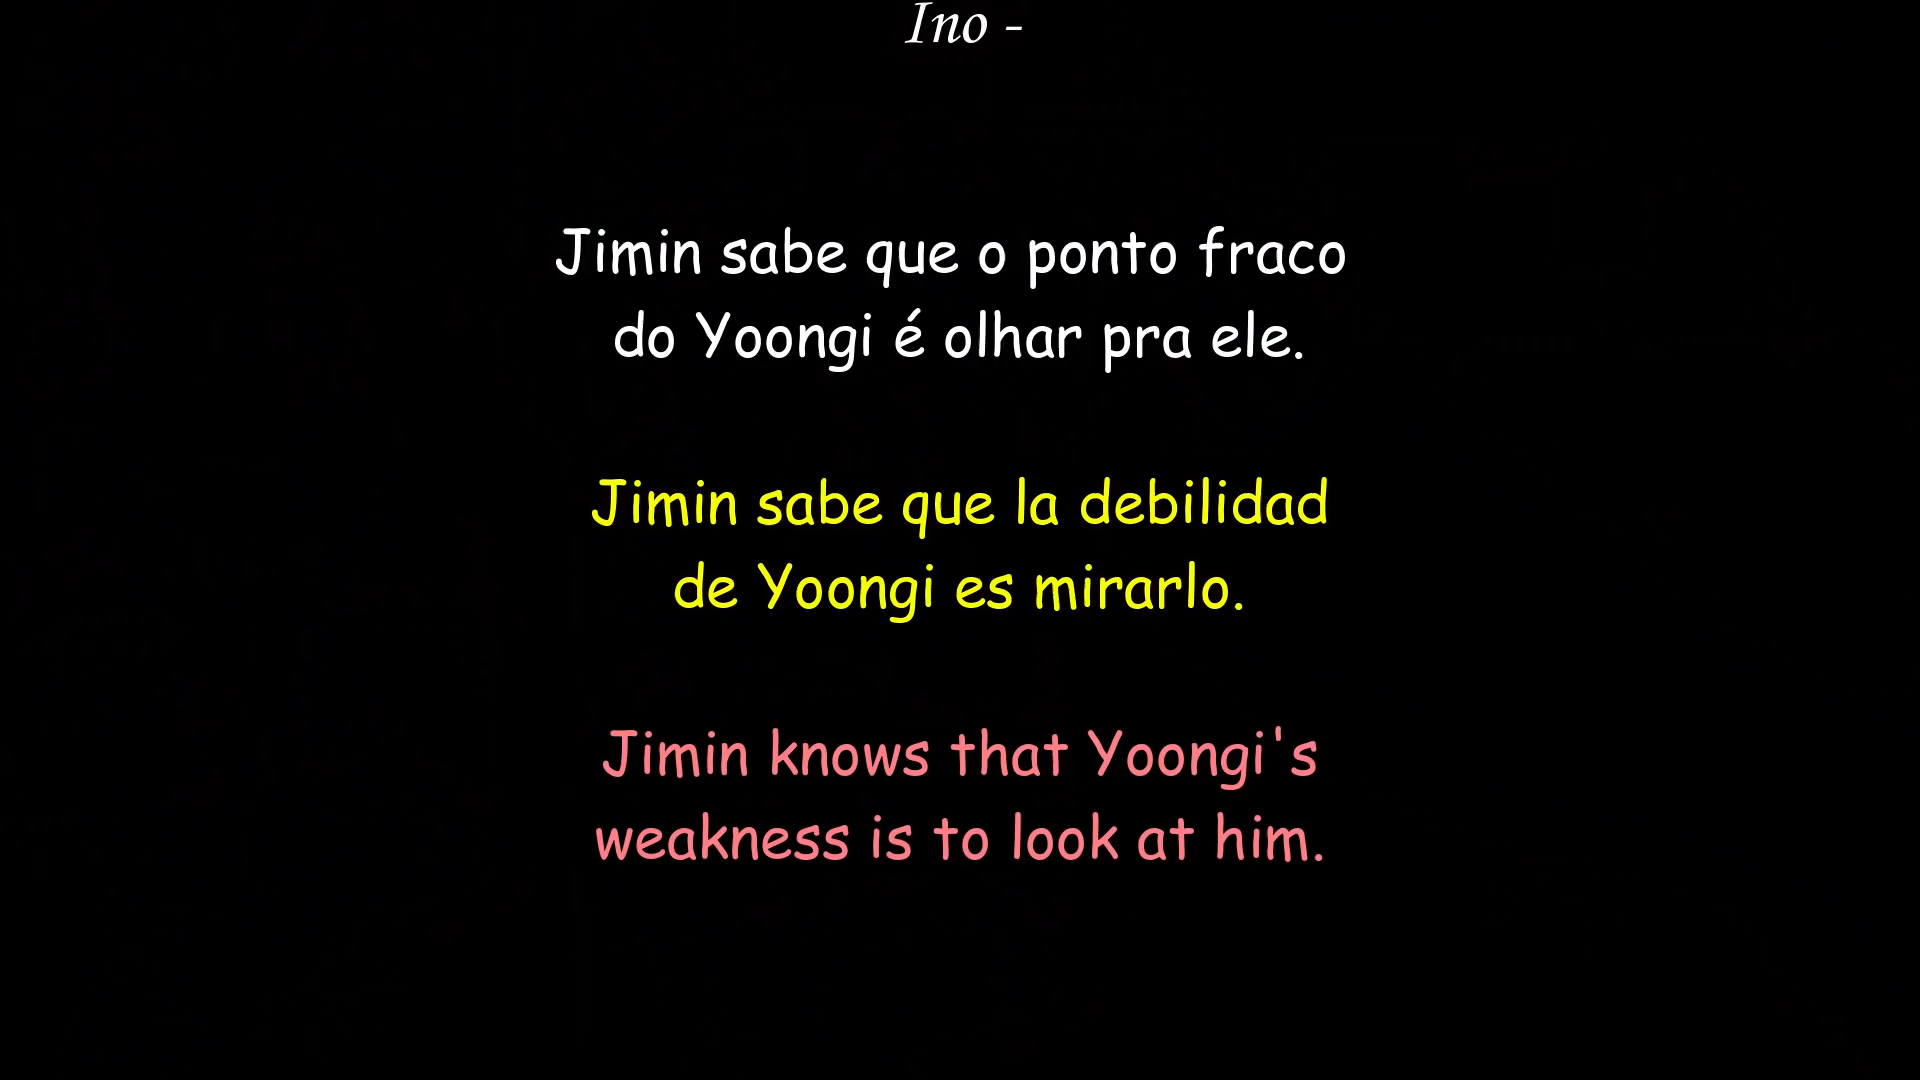 Ino -
Jimin sabe que o ponto fraco
do Yoongi é olhar pra ele.
Jimin sabe que la debilidad
de Yoongi es mirarlo.
Jimin knows that Yoongi's
weakness is to look at him.